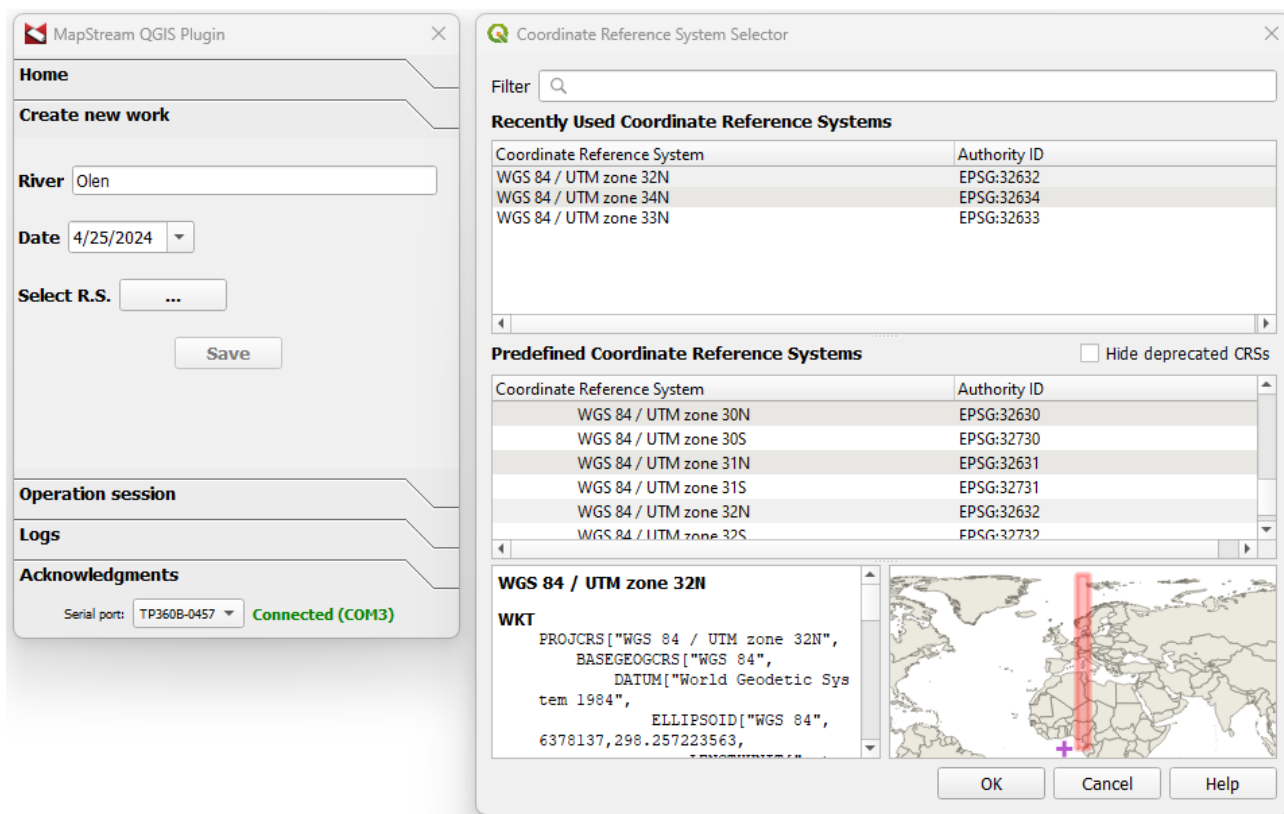 MapStream QGIS Plugin
Home
Create new work
River Olen
Date 4/25/2024
Select R.S. ...
Save
Operation session
Logs
Acknowledgments
Serial port: TP360B-0457 Connected (COM3)
Coordinate Reference System Selector
Filter
Recently Used Coordinate Reference Systems
Coordinate Reference System Authority ID
WGS 84 / UTM zone 32N EPSG:32632
WGS 84 / UTM zone 34N EPSG:32634
WGS 84 / UTM zone 33N EPSG:32633
Predefined Coordinate Reference Systems Hide deprecated CRSs
Coordinate Reference System Authority ID
WGS 84 / UTM zone 30N EPSG:32630
WGS 84 / UTM zone 30S EPSG:32730
WGS 84 / UTM zone 31N EPSG:32631
WGS 84 / UTM zone 31S EPSG:32731
WGS 84 / UTM zone 32N EPSG:32632
WGS 84 / UTM zone 32S EPSG:32732
WGS 84 / UTM zone 32N
WKT
PROJCRS["WGS 84 / UTM zone 32N",
BASEGEOGCRS["WGS 84",
DATUM["World Geodetic Sys
tem 1984",
ELLIPSOID["WGS 84",
6378137,298.257223563,
OK Cancel Help